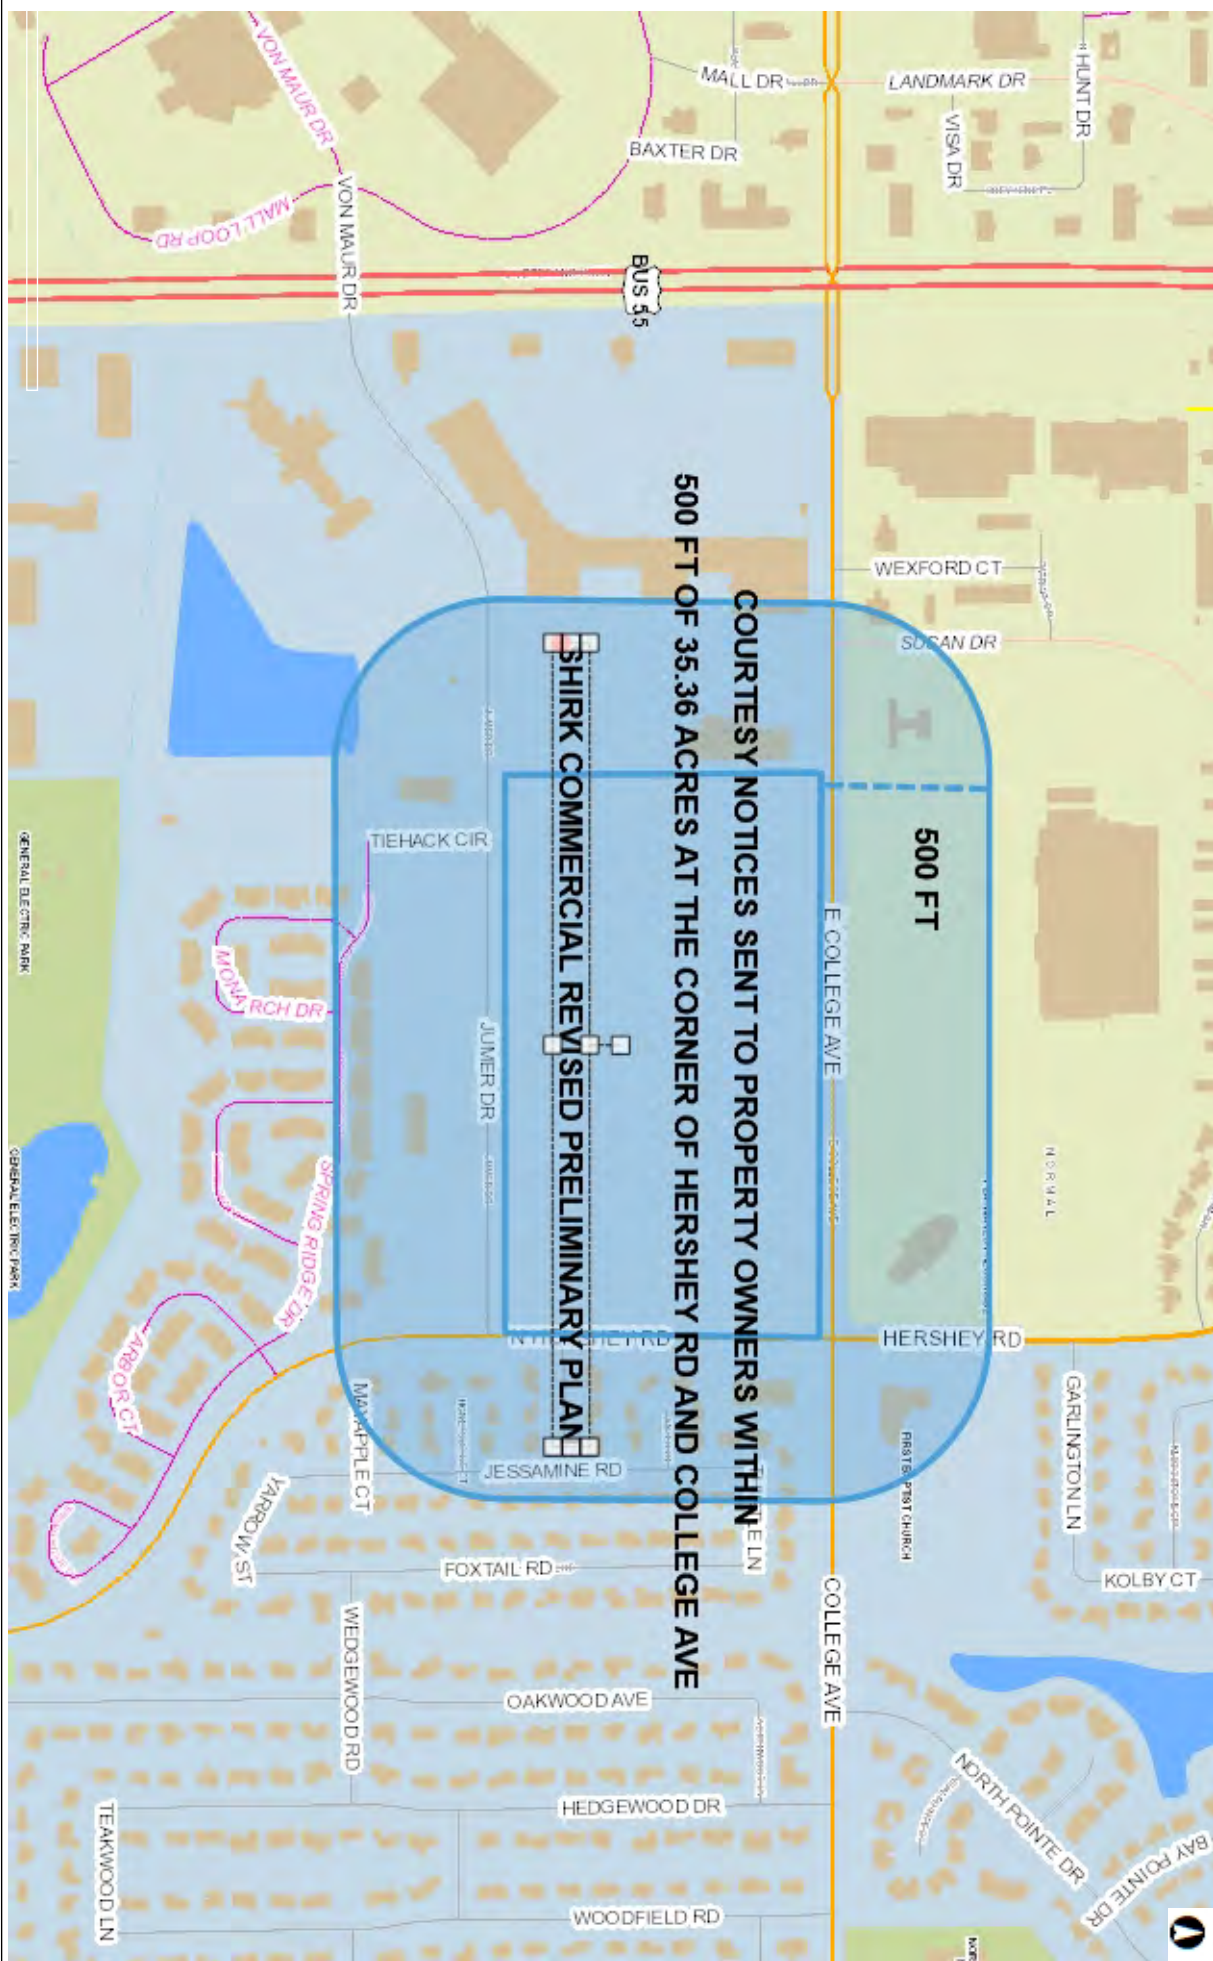 COURTESY NOTICES SENT TO PROPERTY OWNERS WITHIN
500 FT OF 35.36 ACRES AT THE CORNER OF HERSHEY RD AND COLLEGE AVE
SHIRK COMMERCIAL REVISED PRELIMINARY PLAN
500 FT
VON MAUR DR
MALL LOOP RD
VON MAUR DR
MALL DR
BAXTER DR
LANDMARK DR
VISA DR
HUNT DR
BUS 55
WEXFORD CT
SUSAN DR
TIEHACK CIR
MONARCH DR
JUMER DR
E COLLEGE AVE
NORMAL
GENERAL ELECTRIC PARK
GENERAL ELECTRIC PARK
SPRING RIDGE DR
ARBOR CT
HERSHEY RD
MAYAPPLE CT
JESSAMINE RD
YARROW ST
FOXTAIL RD
FIRST BAPTIST CHURCH
GARLINGTON LN
KOLBY CT
COLLEGE AVE
WEDGEWOOD RD
OAKWOOD AVE
HEDGEWOOD DR
TEAKWOOD LN
WOODFIELD RD
NORTH POINTE DR
BAY POINTE DR